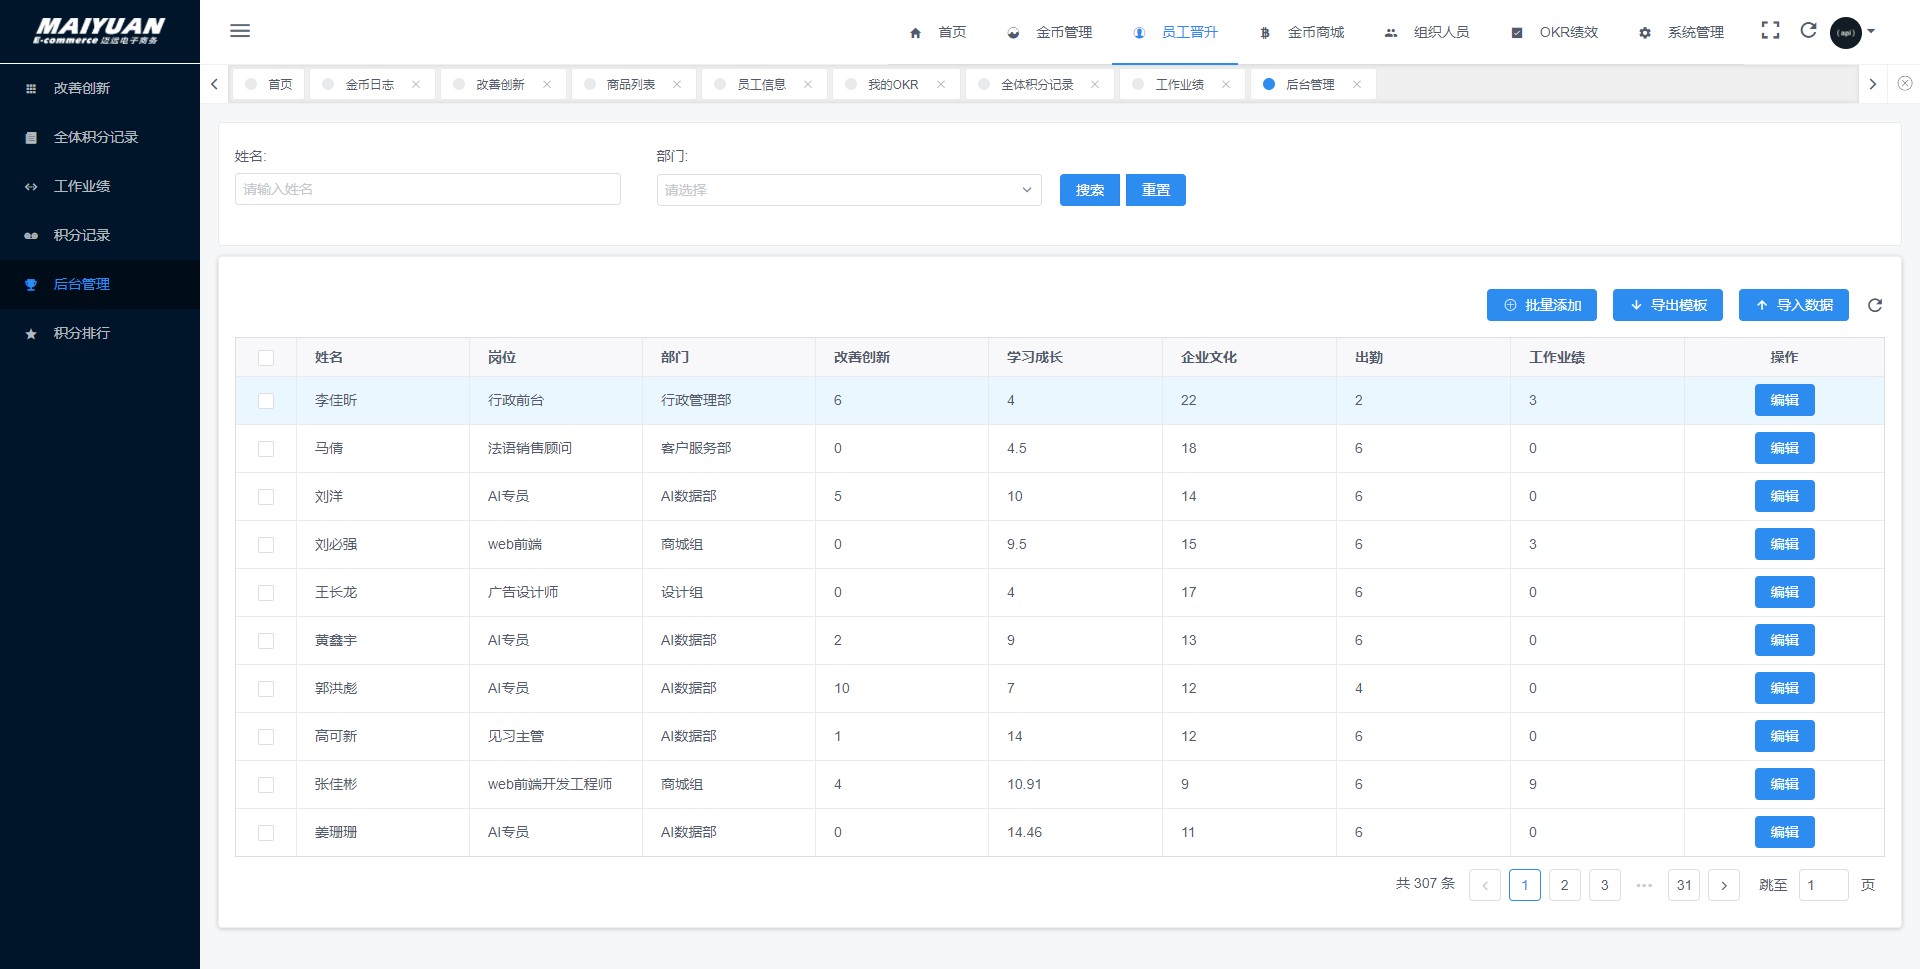 MAIYUAN
E-commerce 迈远电子商务
首页 金币管理 员工晋升 金币商城 组织人员 OKR绩效 系统管理 (api)
首页 金币日志 改善创新 商品列表 员工信息 我的OKR 全体积分记录 工作业绩 后台管理
改善创新
全体积分记录
工作业绩
积分记录
后台管理
积分排行
姓名: 部门:
请输入姓名 请选择 搜索 重置
批量添加 导出模板 导入数据
姓名 岗位 部门 改善创新 学习成长 企业文化 出勤 工作业绩 操作
李佳昕 行政前台 行政管理部 6 4 22 2 3 编辑
马倩 法语销售顾问 客户服务部 0 4.5 18 6 0 编辑
刘洋 AI专员 AI数据部 5 10 14 6 0 编辑
刘必强 web前端 商城组 0 9.5 15 6 3 编辑
王长龙 广告设计师 设计组 0 4 17 6 0 编辑
黄鑫宇 AI专员 AI数据部 2 9 13 6 0 编辑
郭洪彪 AI专员 AI数据部 10 7 12 4 0 编辑
高可新 见习主管 AI数据部 1 14 12 6 0 编辑
张佳彬 web前端开发工程师 商城组 4 10.91 9 6 9 编辑
姜珊珊 AI专员 AI数据部 0 14.46 11 6 0 编辑
共 307 条 1 2 3 ••• 31 跳至 1 页